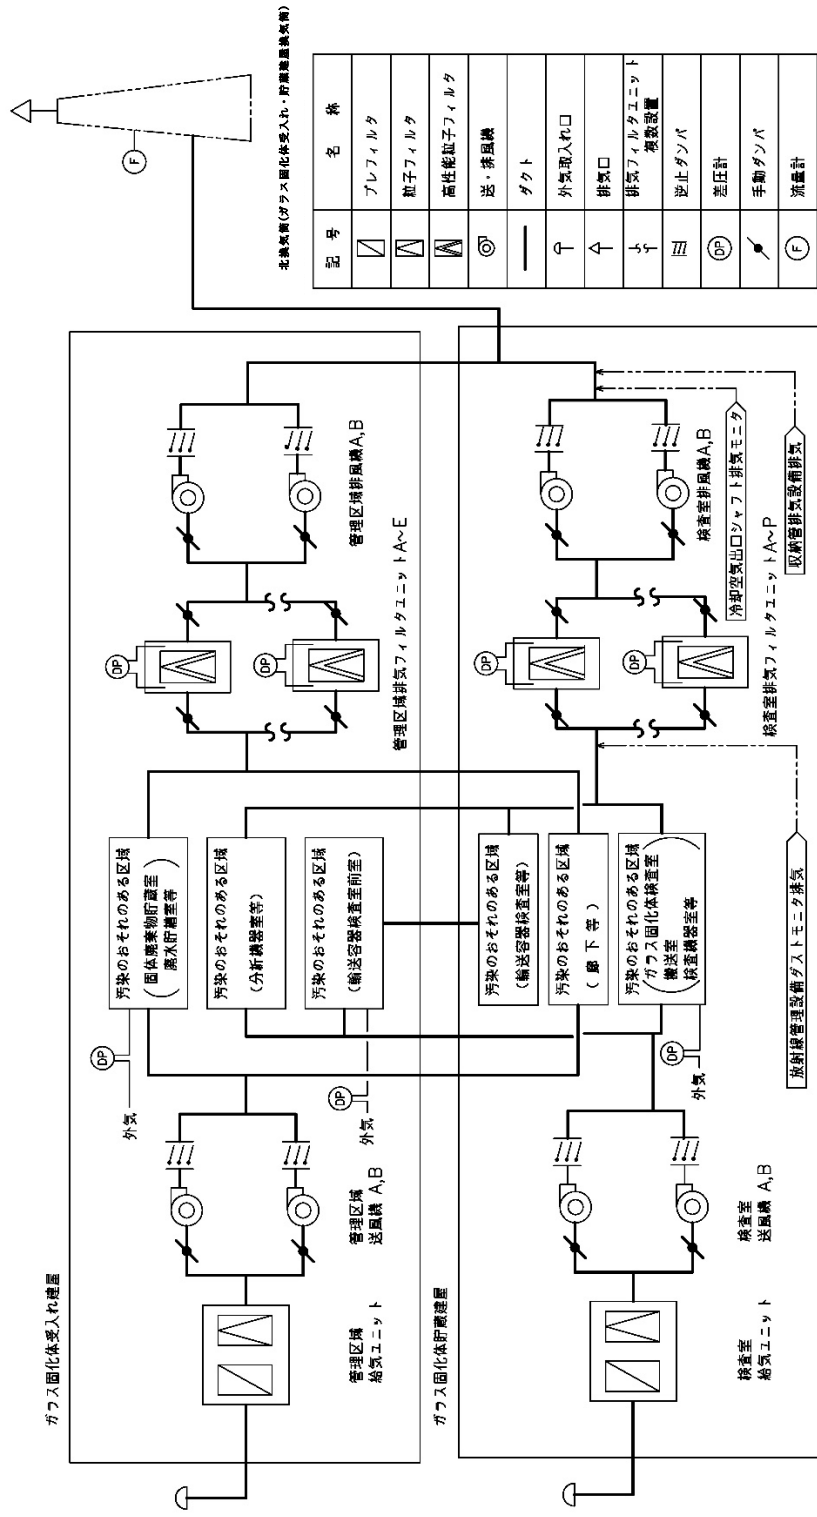 ガラス固化体受入れ建屋
管理区域
給気ユニット
管理区域
送風機 A,B
外気
DP
外気
DP
汚染のおそれのある区域
(固体廃棄物貯蔵室
廃水貯槽室等)
汚染のおそれのある区域
(分析機器室等)
汚染のおそれのある区域
(輸送容器検査室前室)
DP
DP
管理区域排気フィルタユニットA~E
管理区域排風機A,B
ガラス固化体貯蔵建屋
検査室
給気ユニット
検査室
送風機 A,B
外気
DP
汚染のおそれのある区域
(輸送容器検査室等)
汚染のおそれのある区域
(廊下等)
汚染のおそれのある区域
(ガラス固化体検査室
搬送室
検査機器室等)
放射線管理設備ダストモニタ排気
DP
DP
検査室排気フィルタユニットA~P
検査室排風機A,B
冷却空気出口シャフト排気モニタ
収納管排気設備排気
F
北換気筒(ガラス固化体受入れ・貯蔵建屋換気筒)
記号 名称
プレフィルタ
粒子フィルタ
高性能粒子フィルタ
送・排風機
ダクト
外気取入れ口
排気口
排気フィルタユニット
複数設置
逆止ダンパ
DP 差圧計
手動ダンパ
F 流量計